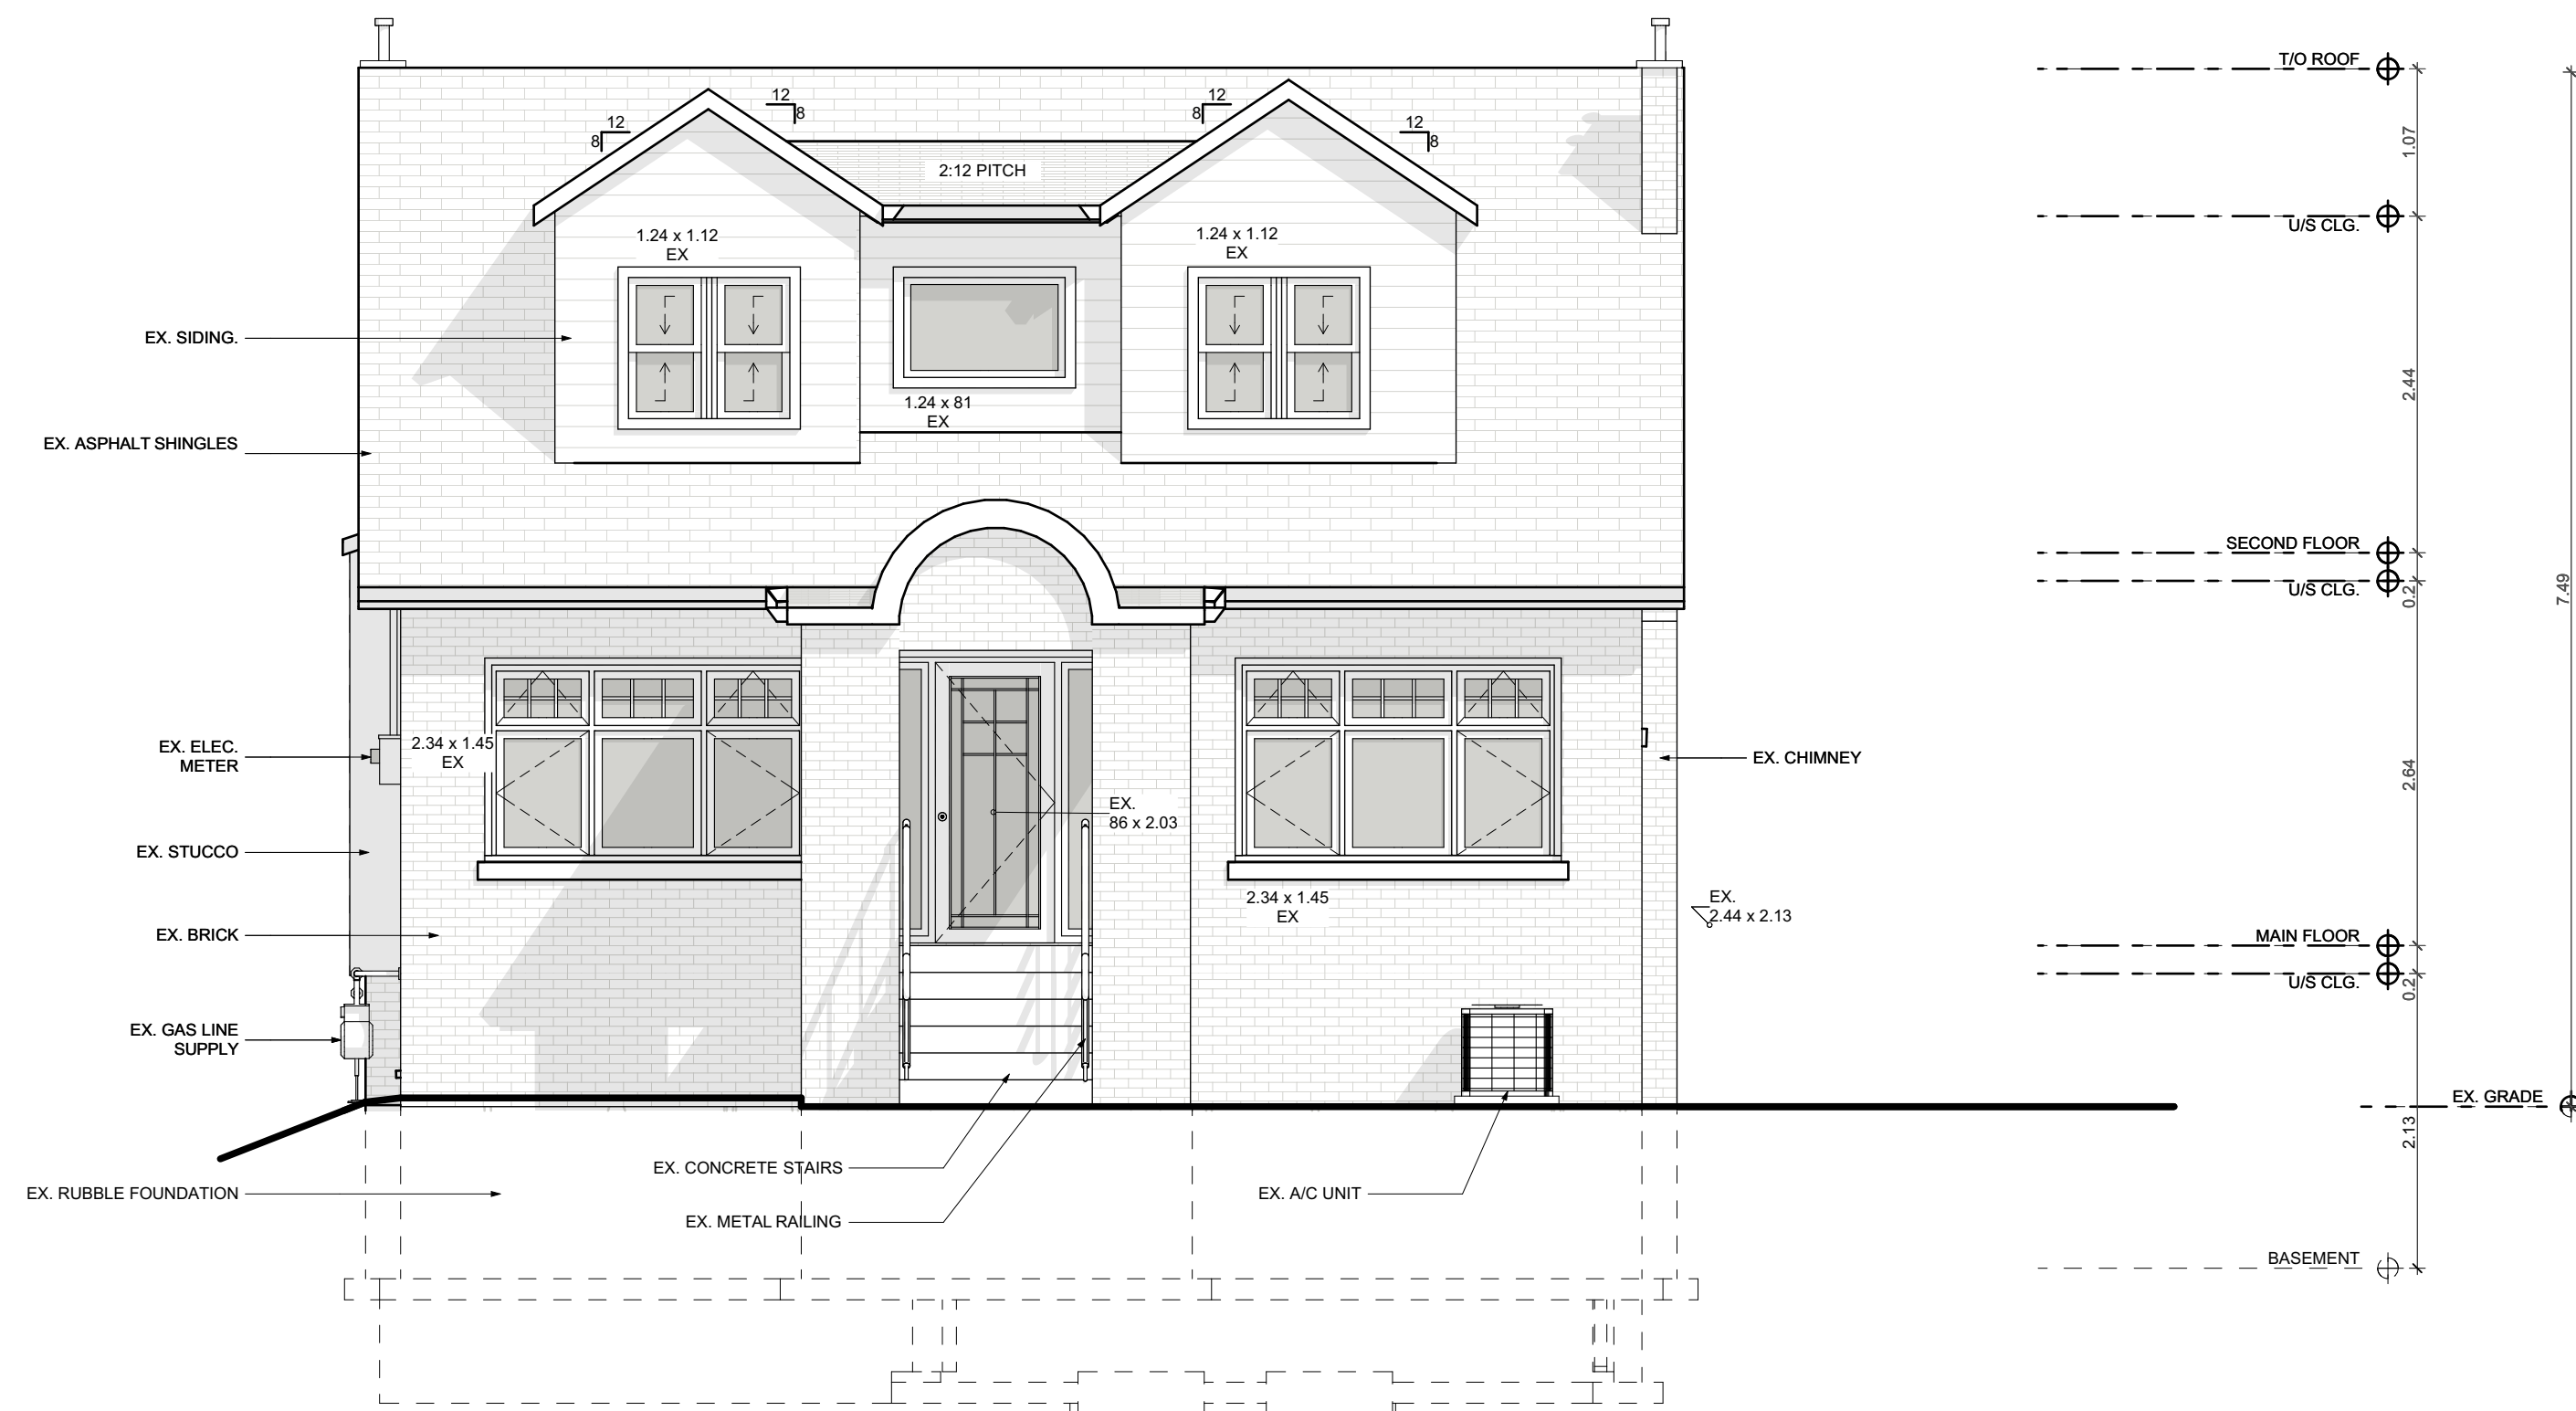 T/O ROOF
12
8
12
8
12
8
12
8
2:12 PITCH
1.07
U/S CLG.
1.24 x 1.12
EX
1.24 x 1.12
EX
EX. SIDING.
1.24 x 81
EX
2.44
EX. ASPHALT SHINGLES
SECOND FLOOR
U/S CLG.
0.2
7.49
EX. ELEC.
METER
2.34 x 1.45
EX
EX. CHIMNEY
2.64
EX.
86 x 2.03
EX. STUCCO
2.34 x 1.45
EX
EX.
2.44 x 2.13
EX. BRICK
MAIN FLOOR
U/S CLG.
0.2
EX. GAS LINE
SUPPLY
EX. GRADE
2.13
EX. CONCRETE STAIRS
EX. RUBBLE FOUNDATION
EX. A/C UNIT
EX. METAL RAILING
BASEMENT